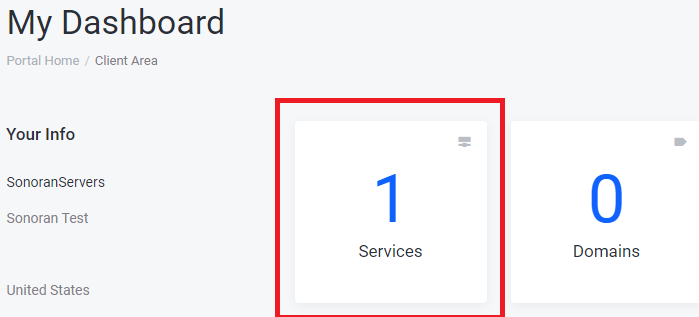 My Dashboard
Portal Home / Client Area
Your Info
SonoranServers
Sonoran Test
United States
1
Services
0
Domains